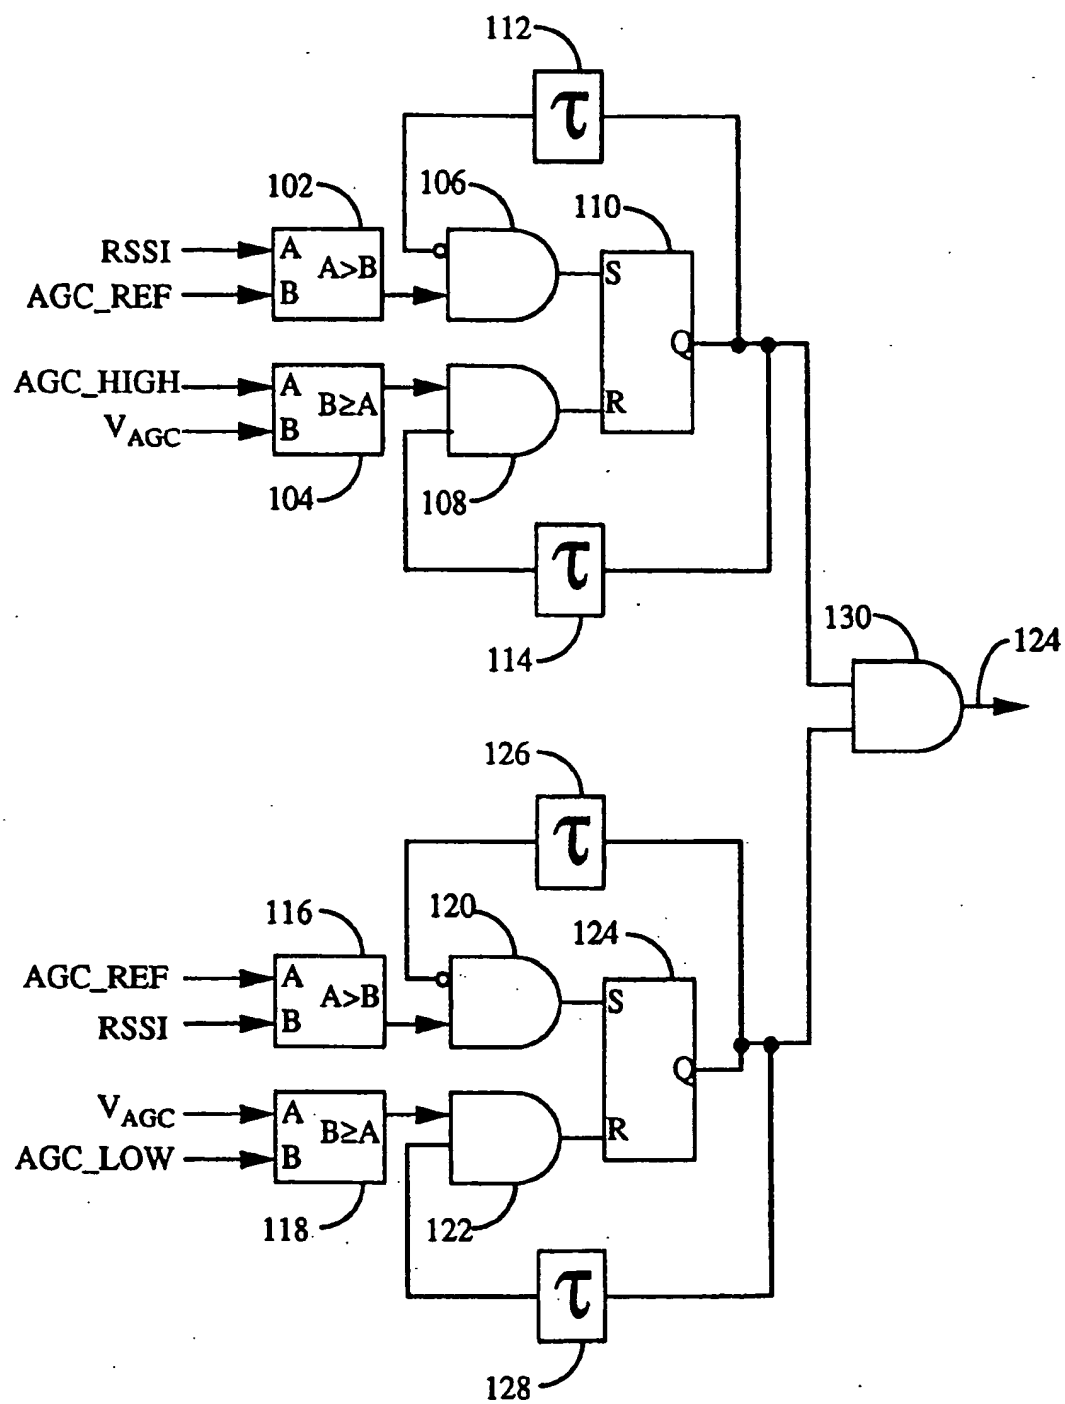 112
τ
102
106
110
RSSI
A
A>B
AGC_REF
B
S
Q
AGC_HIGH
A
B≥A
VAGC
B
R
104
108
τ
114
130
124
126
τ
116
120
124
AGC_REF
A
A>B
RSSI
B
S
Q
VAGC
A
B≥A
AGC_LOW
B
R
118
122
τ
128